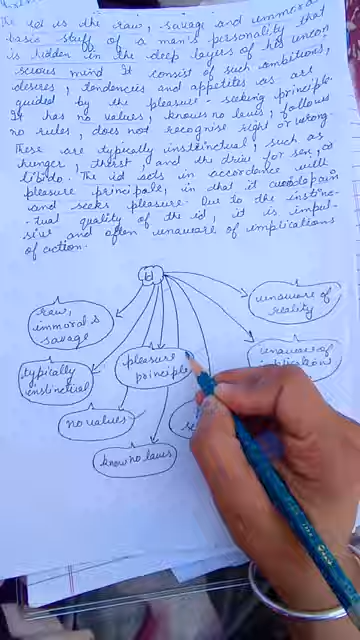 The id is the raw, savage and immoral
basic stuff of a man's personality that
is hidden in the deep layers of his uncon
scious mind It consist of such ambitions,
desires, tendencies and appetites as are
guided by the pleasure-seeking principle.
It has no values, knows no laws, follows
no rules, does not recognise right or wrong.
These are typically instinctual, such as
hunger, thirst and the drive for sex, or
libido. The id acts in accordance with
pleasure principale, in that it avoid pain
and seeks pleasure. Due to the instinc-
tual quality of the id, it is impul-
sive and often unaware of implications
of action.
id
raw,
immoral &
savage
unaware of
reality
typically
instinctual
pleasure
principle
unaware of
no values
know no laws